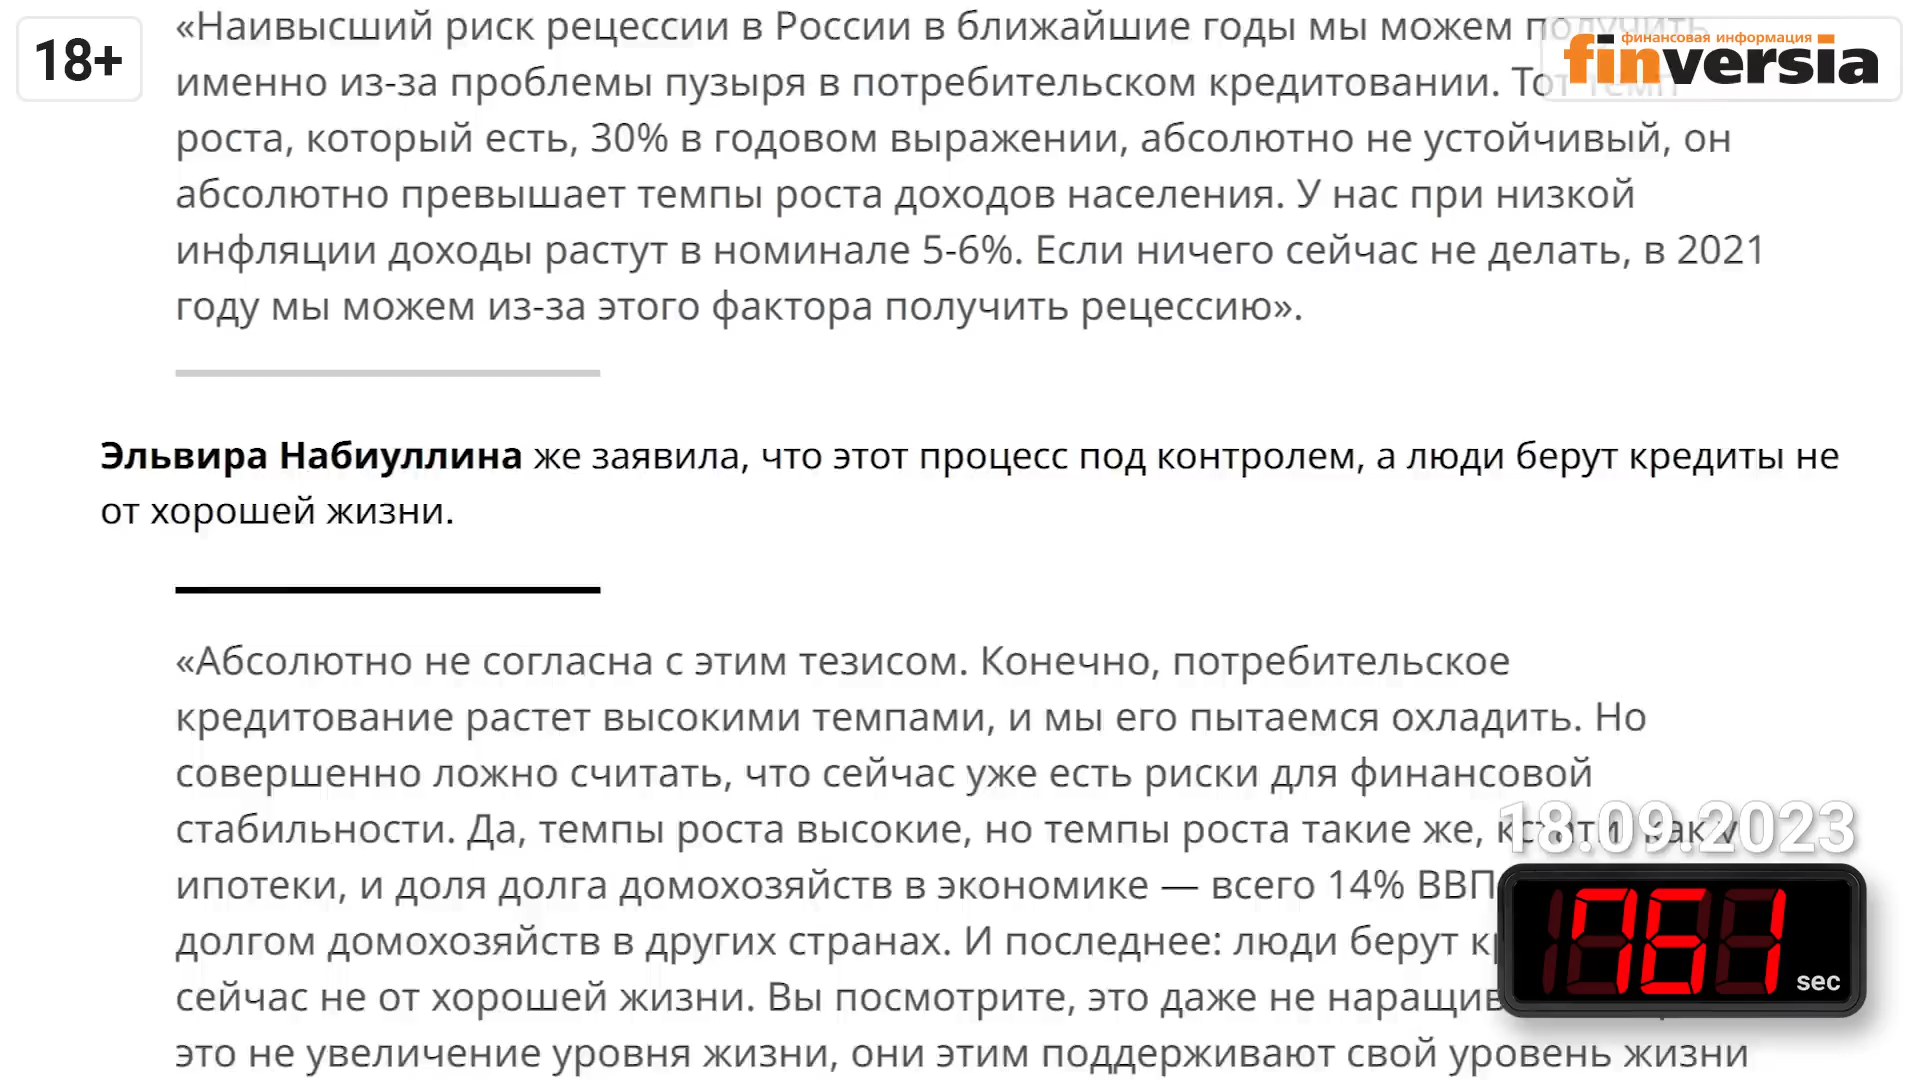 18+
финансовая информация
finversia
«Наивысший риск рецессии в России в ближайшие годы мы можем получить
именно из-за проблемы пузыря в потребительском кредитовании. Тот темп
роста, который есть, 30% в годовом выражении, абсолютно не устойчивый, он
абсолютно превышает темпы роста доходов населения. У нас при низкой
инфляции доходы растут в номинале 5-6%. Если ничего сейчас не делать, в 2021
году мы можем из-за этого фактора получить рецессию».
Эльвира Набиуллина же заявила, что этот процесс под контролем, а люди берут кредиты не
от хорошей жизни.
«Абсолютно не согласна с этим тезисом. Конечно, потребительское
кредитование растет высокими темпами, и мы его пытаемся охладить. Но
совершенно ложно считать, что сейчас уже есть риски для финансовой
стабильности. Да, темпы роста высокие, но темпы роста такие же, кстати, как у
ипотеки, и доля долга домохозяйств в экономике — всего 14% ВВП
долгом домохозяйств в других странах. И последнее: люди берут
сейчас не от хорошей жизни. Вы посмотрите, это даже не
это не увеличение уровня жизни, они этим поддерживают свой уровень жизни
18.09.2023
761
sec